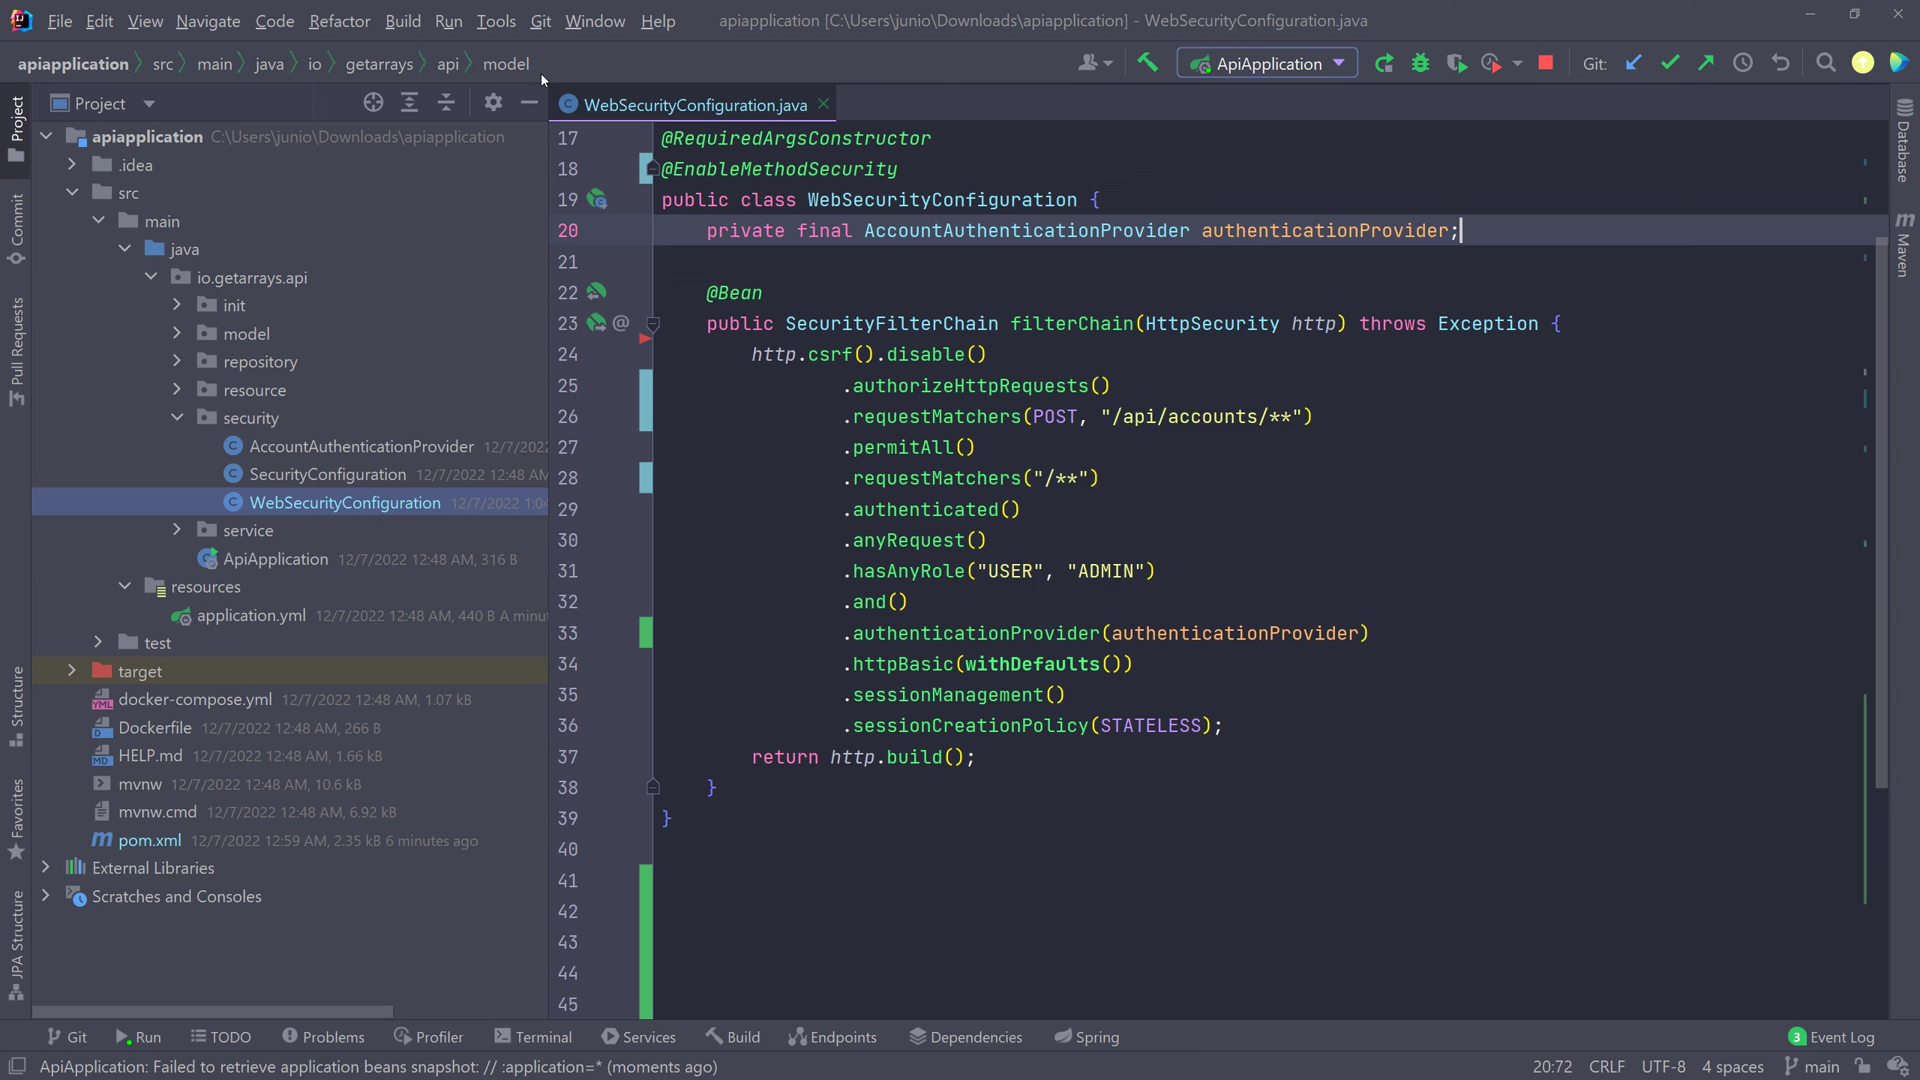 File Edit View Navigate Code Refactor Build Run Tools Git Window Help apiapplication [C:\Users\junio\Downloads\apiapplication] - WebSecurityConfiguration.java
apiapplication src main java io getarrays api model ApiApplication Git:
Project
WebSecurityConfiguration.java
apiapplication C:\Users\junio\Downloads\apiapplication
.idea
src
main
java
io.getarrays.api
init
model
repository
resource
security
AccountAuthenticationProvider 12/7/2022
SecurityConfiguration 12/7/2022 12:48 AM
WebSecurityConfiguration 12/7/2022 1:04
service
ApiApplication 12/7/2022 12:48 AM, 316 B
resources
application.yml 12/7/2022 12:48 AM, 440 B A minu
test
target
docker-compose.yml 12/7/2022 12:48 AM, 1.07 kB
Dockerfile 12/7/2022 12:48 AM, 266 B
HELP.md 12/7/2022 12:48 AM, 1.66 kB
mvnw 12/7/2022 12:48 AM, 10.6 kB
mvnw.cmd 12/7/2022 12:48 AM, 6.92 kB
pom.xml 12/7/2022 12:59 AM, 2.35 kB 6 minutes ago
External Libraries
Scratches and Consoles
17 @RequiredArgsConstructor
18 @EnableMethodSecurity
19 public class WebSecurityConfiguration {
20 private final AccountAuthenticationProvider authenticationProvider;
21
22 @Bean
23 @ public SecurityFilterChain filterChain(HttpSecurity http) throws Exception {
24 http.csrf().disable()
25 .authorizeHttpRequests()
26 .requestMatchers(POST, "/api/accounts/**")
27 .permitAll()
28 .requestMatchers("/**")
29 .authenticated()
30 .anyRequest()
31 .hasAnyRole("USER", "ADMIN")
32 .and()
33 .authenticationProvider(authenticationProvider)
34 .httpBasic(withDefaults())
35 .sessionManagement()
36 .sessionCreationPolicy(STATELESS);
37 return http.build();
38 }
39 }
40
41
42
43
44
45
Project
Commit
Pull Requests
Structure
Favorites
JPA Structure
Database
Maven
Git Run TODO Problems Profiler Terminal Services Build Endpoints Dependencies Spring 3 Event Log
ApiApplication: Failed to retrieve application beans snapshot: // :application=* (moments ago) 20:72 CRLF UTF-8 4 spaces main